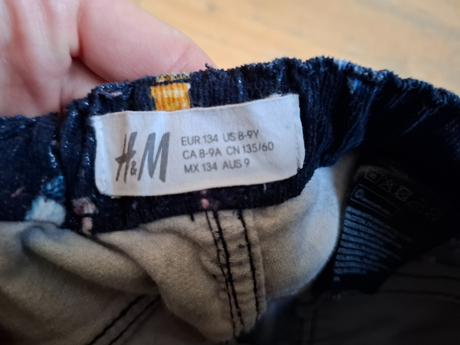 H&M
EUR 134 US 8-9Y
CA 8-9A CN 135/60
MX 134 AUS 9